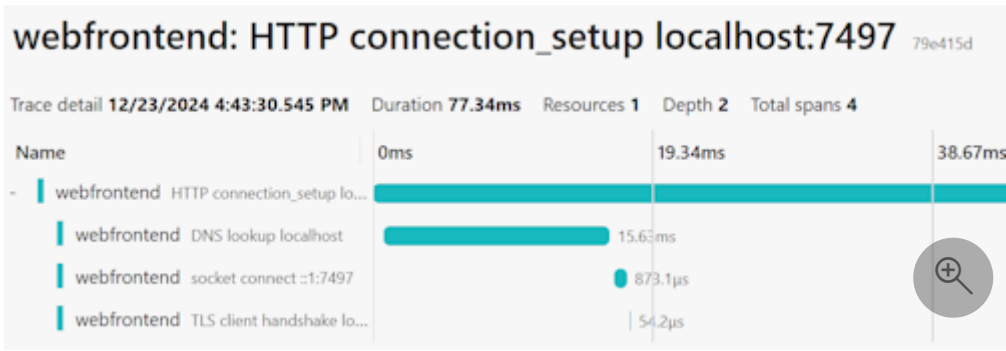 webfrontend: HTTP connection_setup localhost:7497 79e415d
Trace detail 12/23/2024 4:43:30.545 PM Duration 77.34ms Resources 1 Depth 2 Total spans 4
Name 0ms 19.34ms 38.67ms
- webfrontend HTTP connection_setup lo...
webfrontend DNS lookup localhost 15.63ms
webfrontend socket connect ::1:7497 873.1µs
webfrontend TLS client handshake lo... 54.2µs